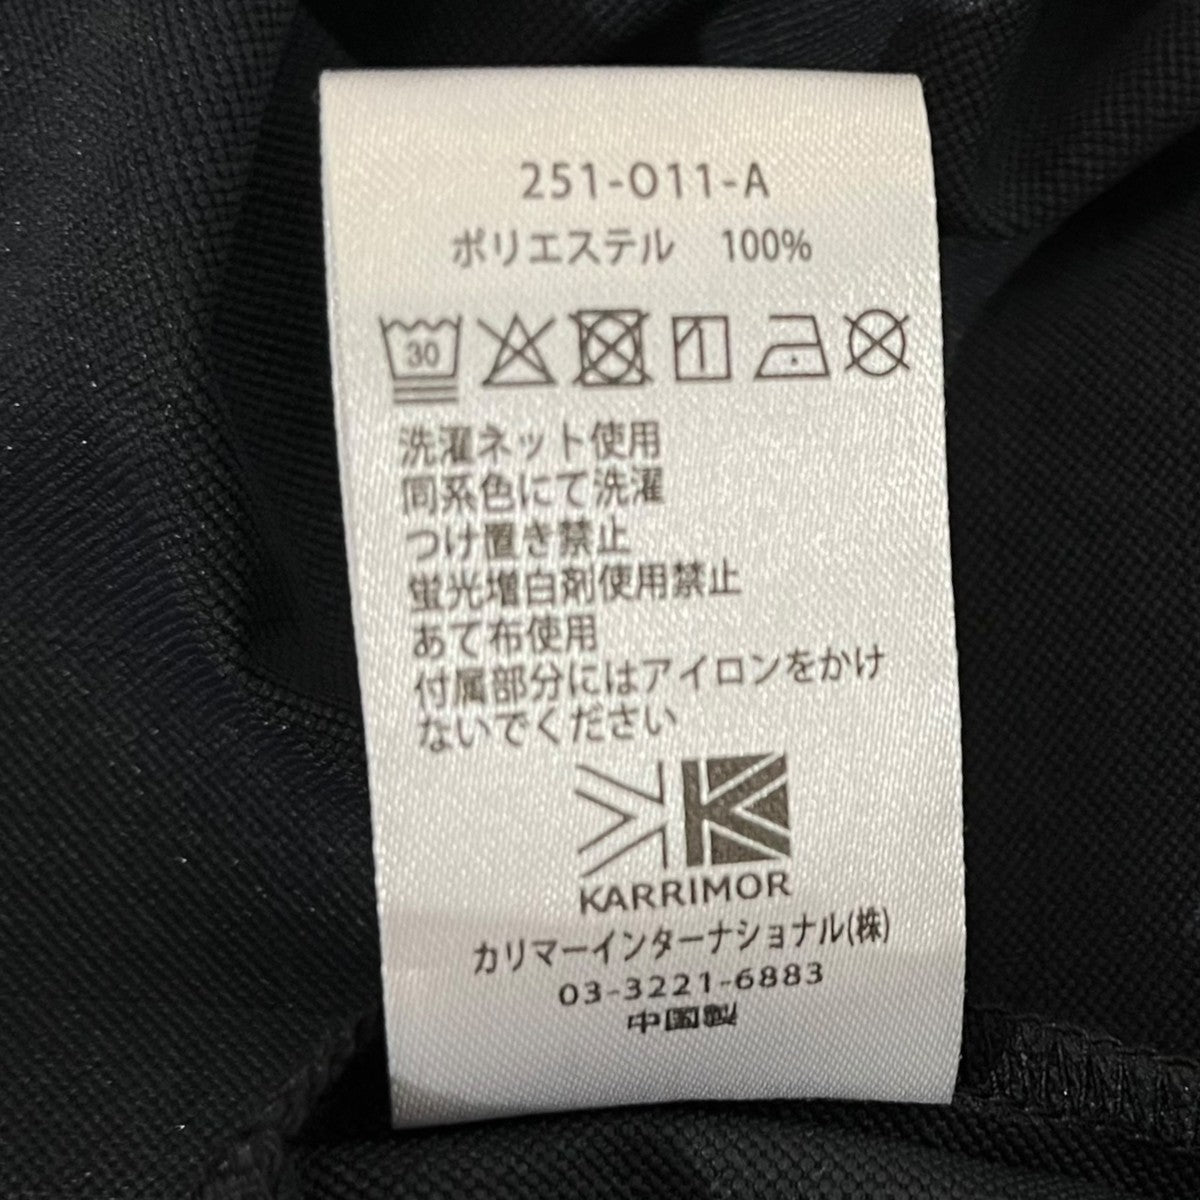 251-O11-A
ポリエステル 100%
30
洗濯ネット使用
同系色にて洗濯
つけ置き禁止
蛍光増白剤使用禁止
あて布使用
付属部分にはアイロンをかけ
ないでください
KARRIMOR
カリマーインターナショナル(株)
03-3221-6883
中国製